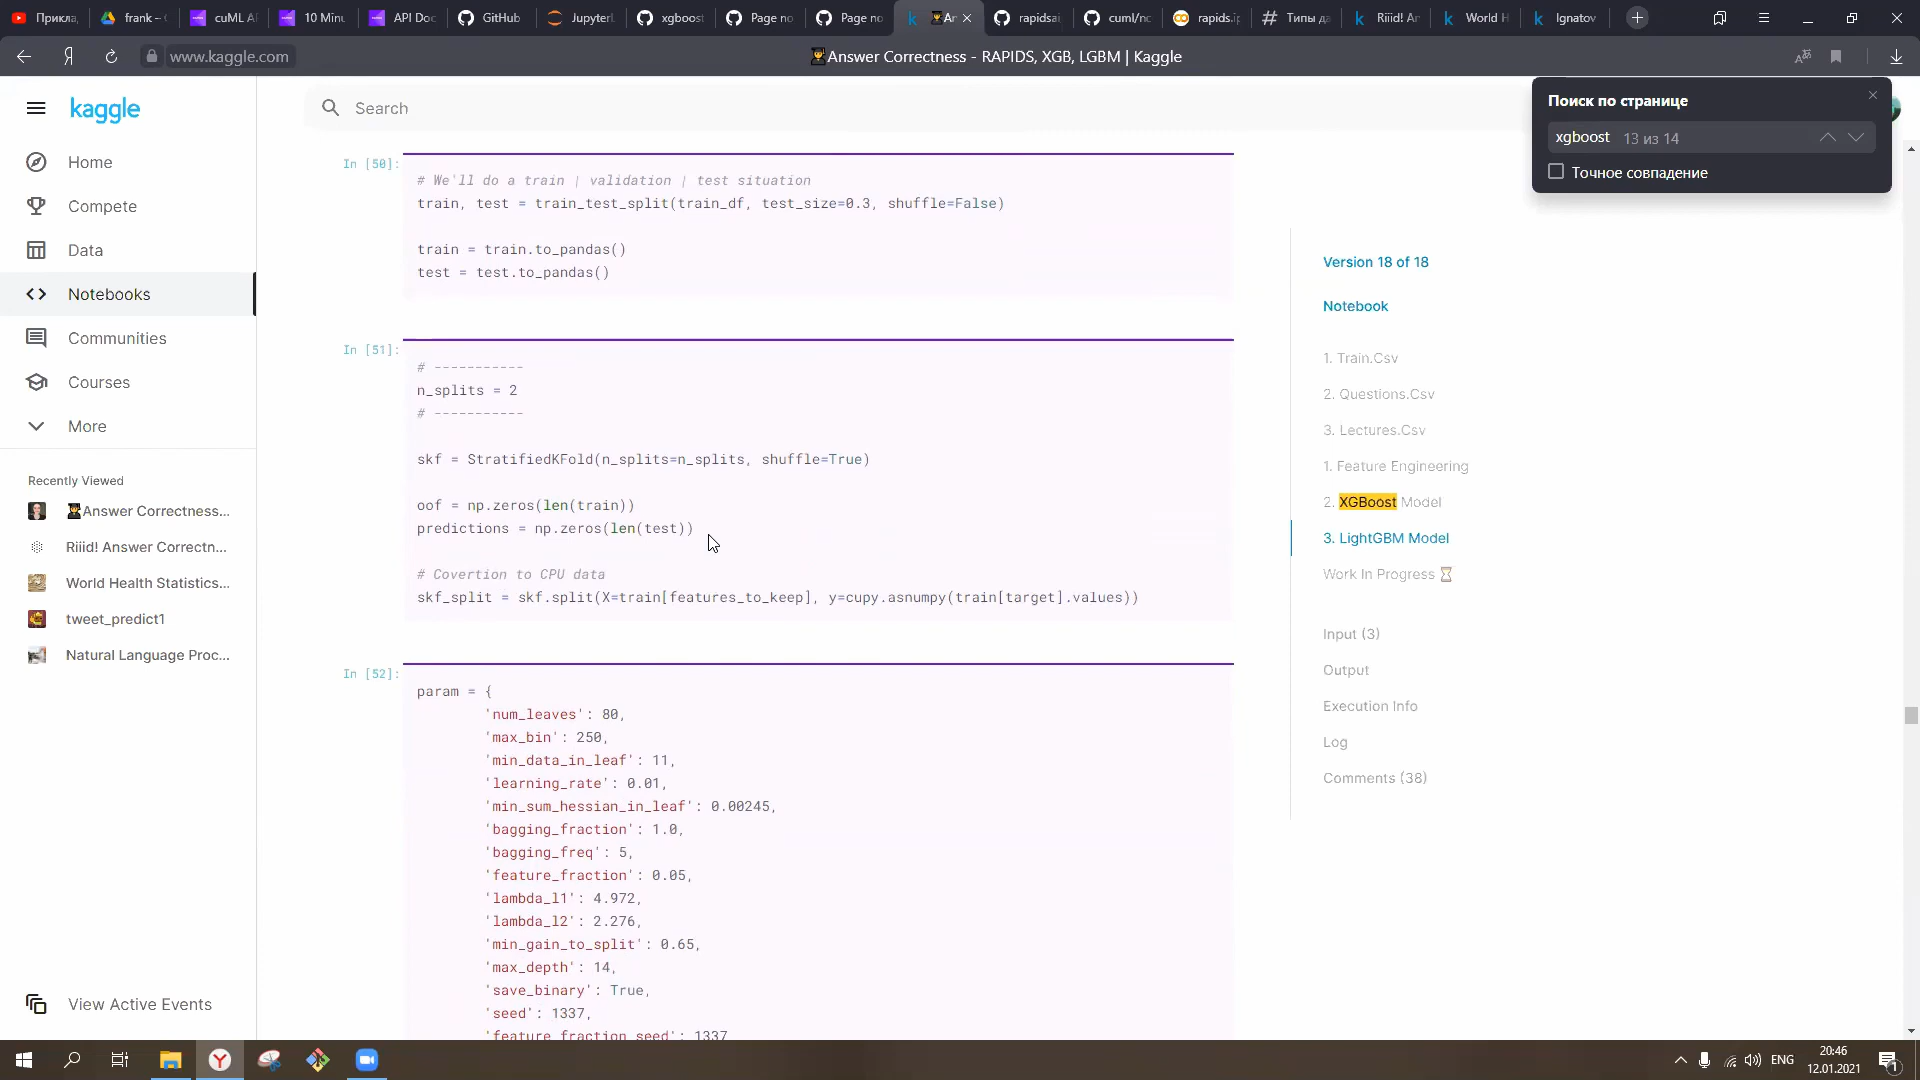 Прикла
frank –
cuML A
10 Minu
API Doc
GitHub
Jupyterl
xgboost
Page no
Page no
An
rapidsai
cuml/no
rapids.ip
Типы да
Riiid! Ar
World H
Ignatov
www.kaggle.com
Answer Correctness - RAPIDS, XGB, LGBM | Kaggle
Поиск по странице
xgboost 13 из 14
Точное совпадение
kaggle
Search
Home
Compete
Data
Notebooks
Communities
Courses
More
Recently Viewed
Answer Correctness...
Riiid! Answer Correctn...
World Health Statistics...
tweet_predict1
Natural Language Proc...
View Active Events
In [50]:
# We'll do a train | validation | test situation
train, test = train_test_split(train_df, test_size=0.3, shuffle=False)
train = train.to_pandas()
test = test.to_pandas()
In [51]:
# -----------
n_splits = 2
# -----------
skf = StratifiedKFold(n_splits=n_splits, shuffle=True)
oof = np.zeros(len(train))
predictions = np.zeros(len(test))
# Covertion to CPU data
skf_split = skf.split(X=train[features_to_keep], y=cupy.asnumpy(train[target].values))
In [52]:
param = {
'num_leaves': 80,
'max_bin': 250,
'min_data_in_leaf': 11,
'learning_rate': 0.01,
'min_sum_hessian_in_leaf': 0.00245,
'bagging_fraction': 1.0,
'bagging_freq': 5,
'feature_fraction': 0.05,
'lambda_l1': 4.972,
'lambda_l2': 2.276,
'min_gain_to_split': 0.65,
'max_depth': 14,
'save_binary': True,
'seed': 1337,
'feature_fraction_seed': 1337
Version 18 of 18
Notebook
1. Train.Csv
2. Questions.Csv
3. Lectures.Csv
1. Feature Engineering
2. XGBoost Model
3. LightGBM Model
Work In Progress
Input (3)
Output
Execution Info
Log
Comments (38)
ENG
20:46
12.01.2021
1